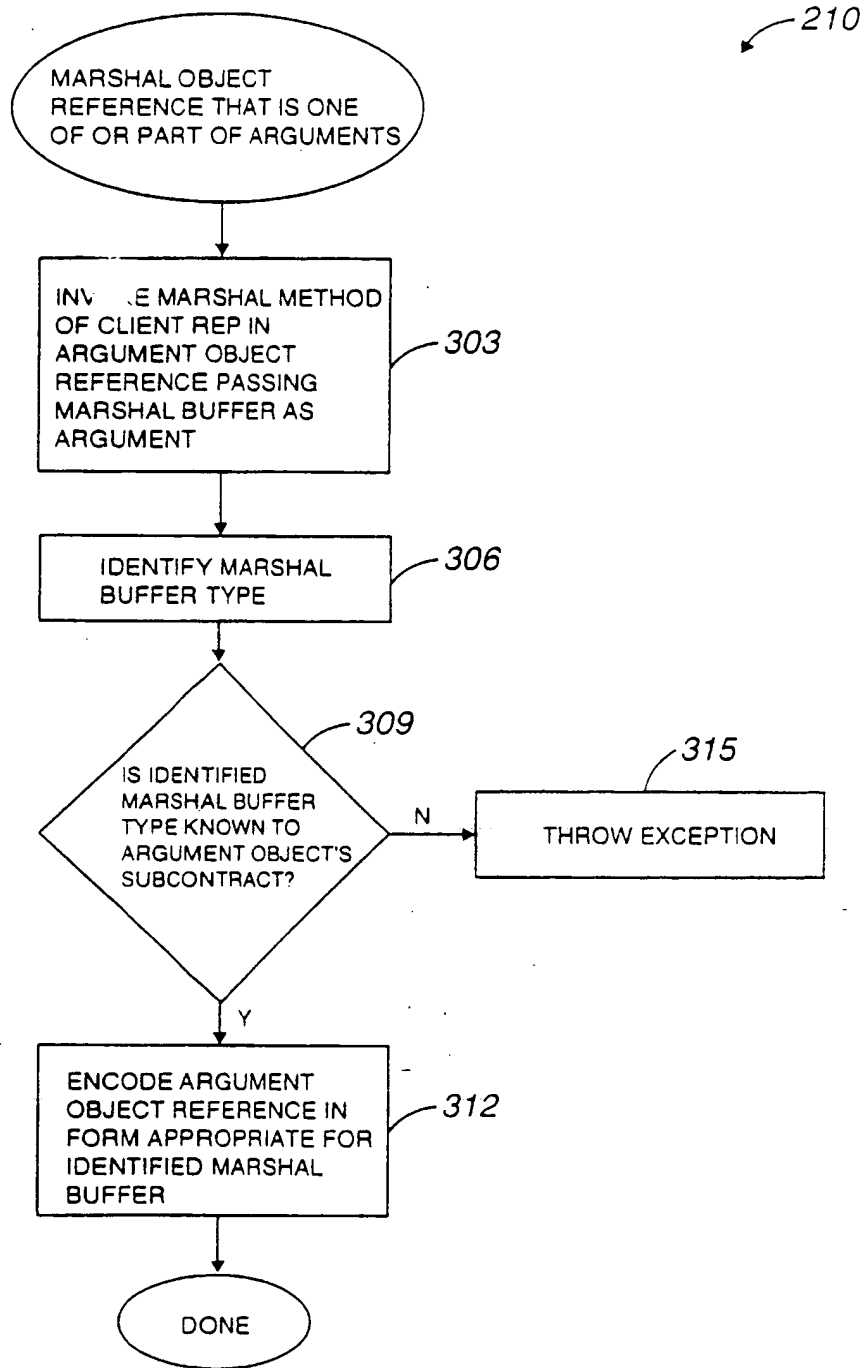 210
MARSHAL OBJECT
REFERENCE THAT IS ONE
OF OR PART OF ARGUMENTS
MARSHAL METHOD
OF CLIENT REP IN
ARGUMENT OBJECT
REFERENCE PASSING
MARSHAL BUFFER AS
ARGUMENT
303
IDENTIFY MARSHAL
BUFFER TYPE
306
309
IS IDENTIFIED
MARSHAL BUFFER
TYPE KNOWN TO
ARGUMENT OBJECT'S
SUBCONTRACT?
N
315
THROW EXCEPTION
Y
ENCODE ARGUMENT
OBJECT REFERENCE IN
FORM APPROPRIATE FOR
IDENTIFIED MARSHAL
BUFFER
312
DONE